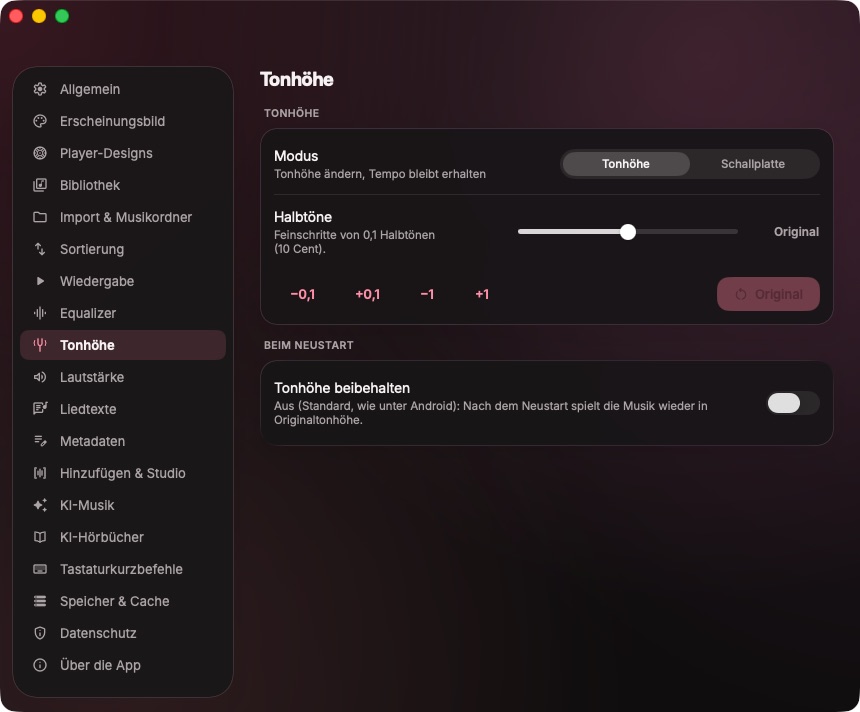 Allgemein
Erscheinungsbild
Player-Designs
Bibliothek
Import & Musikordner
Sortierung
Wiedergabe
Equalizer
Tonhöhe
Lautstärke
Liedtexte
Metadaten
Hinzufügen & Studio
KI-Musik
KI-Hörbücher
Tastaturkurzbefehle
Speicher & Cache
Datenschutz
Über die App
Tonhöhe
TONHÖHE
Modus
Tonhöhe ändern, Tempo bleibt erhalten
Tonhöhe Schallplatte
Halbtöne
Feinschritte von 0,1 Halbtönen
(10 Cent).
Original
−0,1 +0,1 −1 +1 Original
BEIM NEUSTART
Tonhöhe beibehalten
Aus (Standard, wie unter Android): Nach dem Neustart spielt die Musik wieder in
Originaltonhöhe.